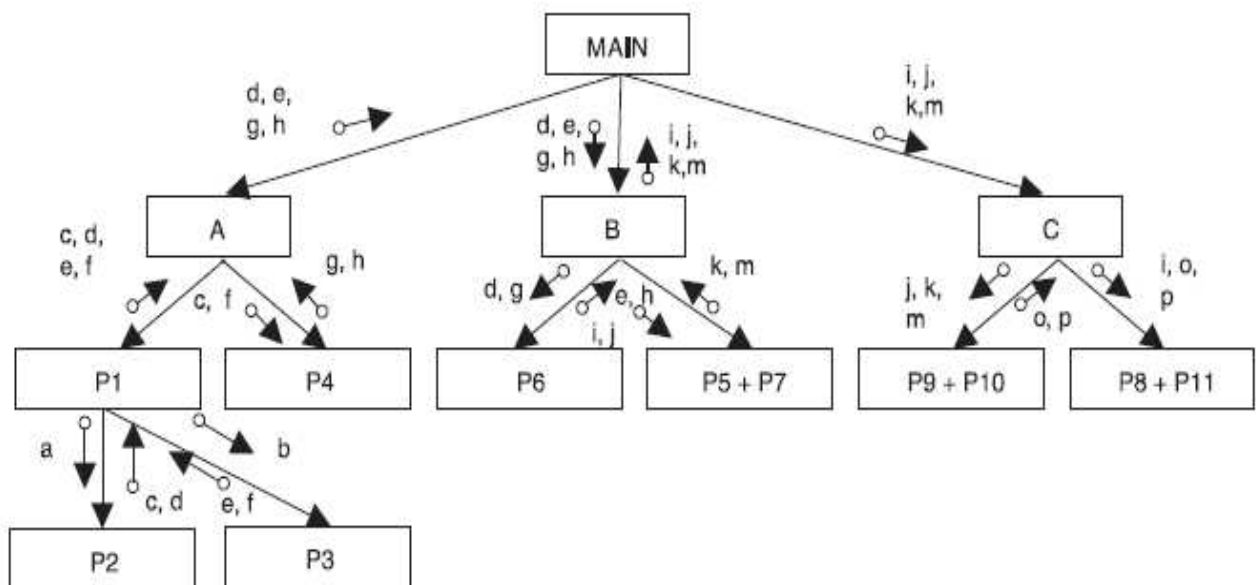 MAIN
d, e,
g, h
d, e,
g, h
i, j,
k,m
i, j,
k,m
A
B
C
c, d,
e, f
c, f
g, h
d, g
i, j
e, h
k, m
j, k,
m
o, p
i, o,
p
P1
P4
P6
P5 + P7
P9 + P10
P8 + P11
a
c, d
e, f
b
P2
P3